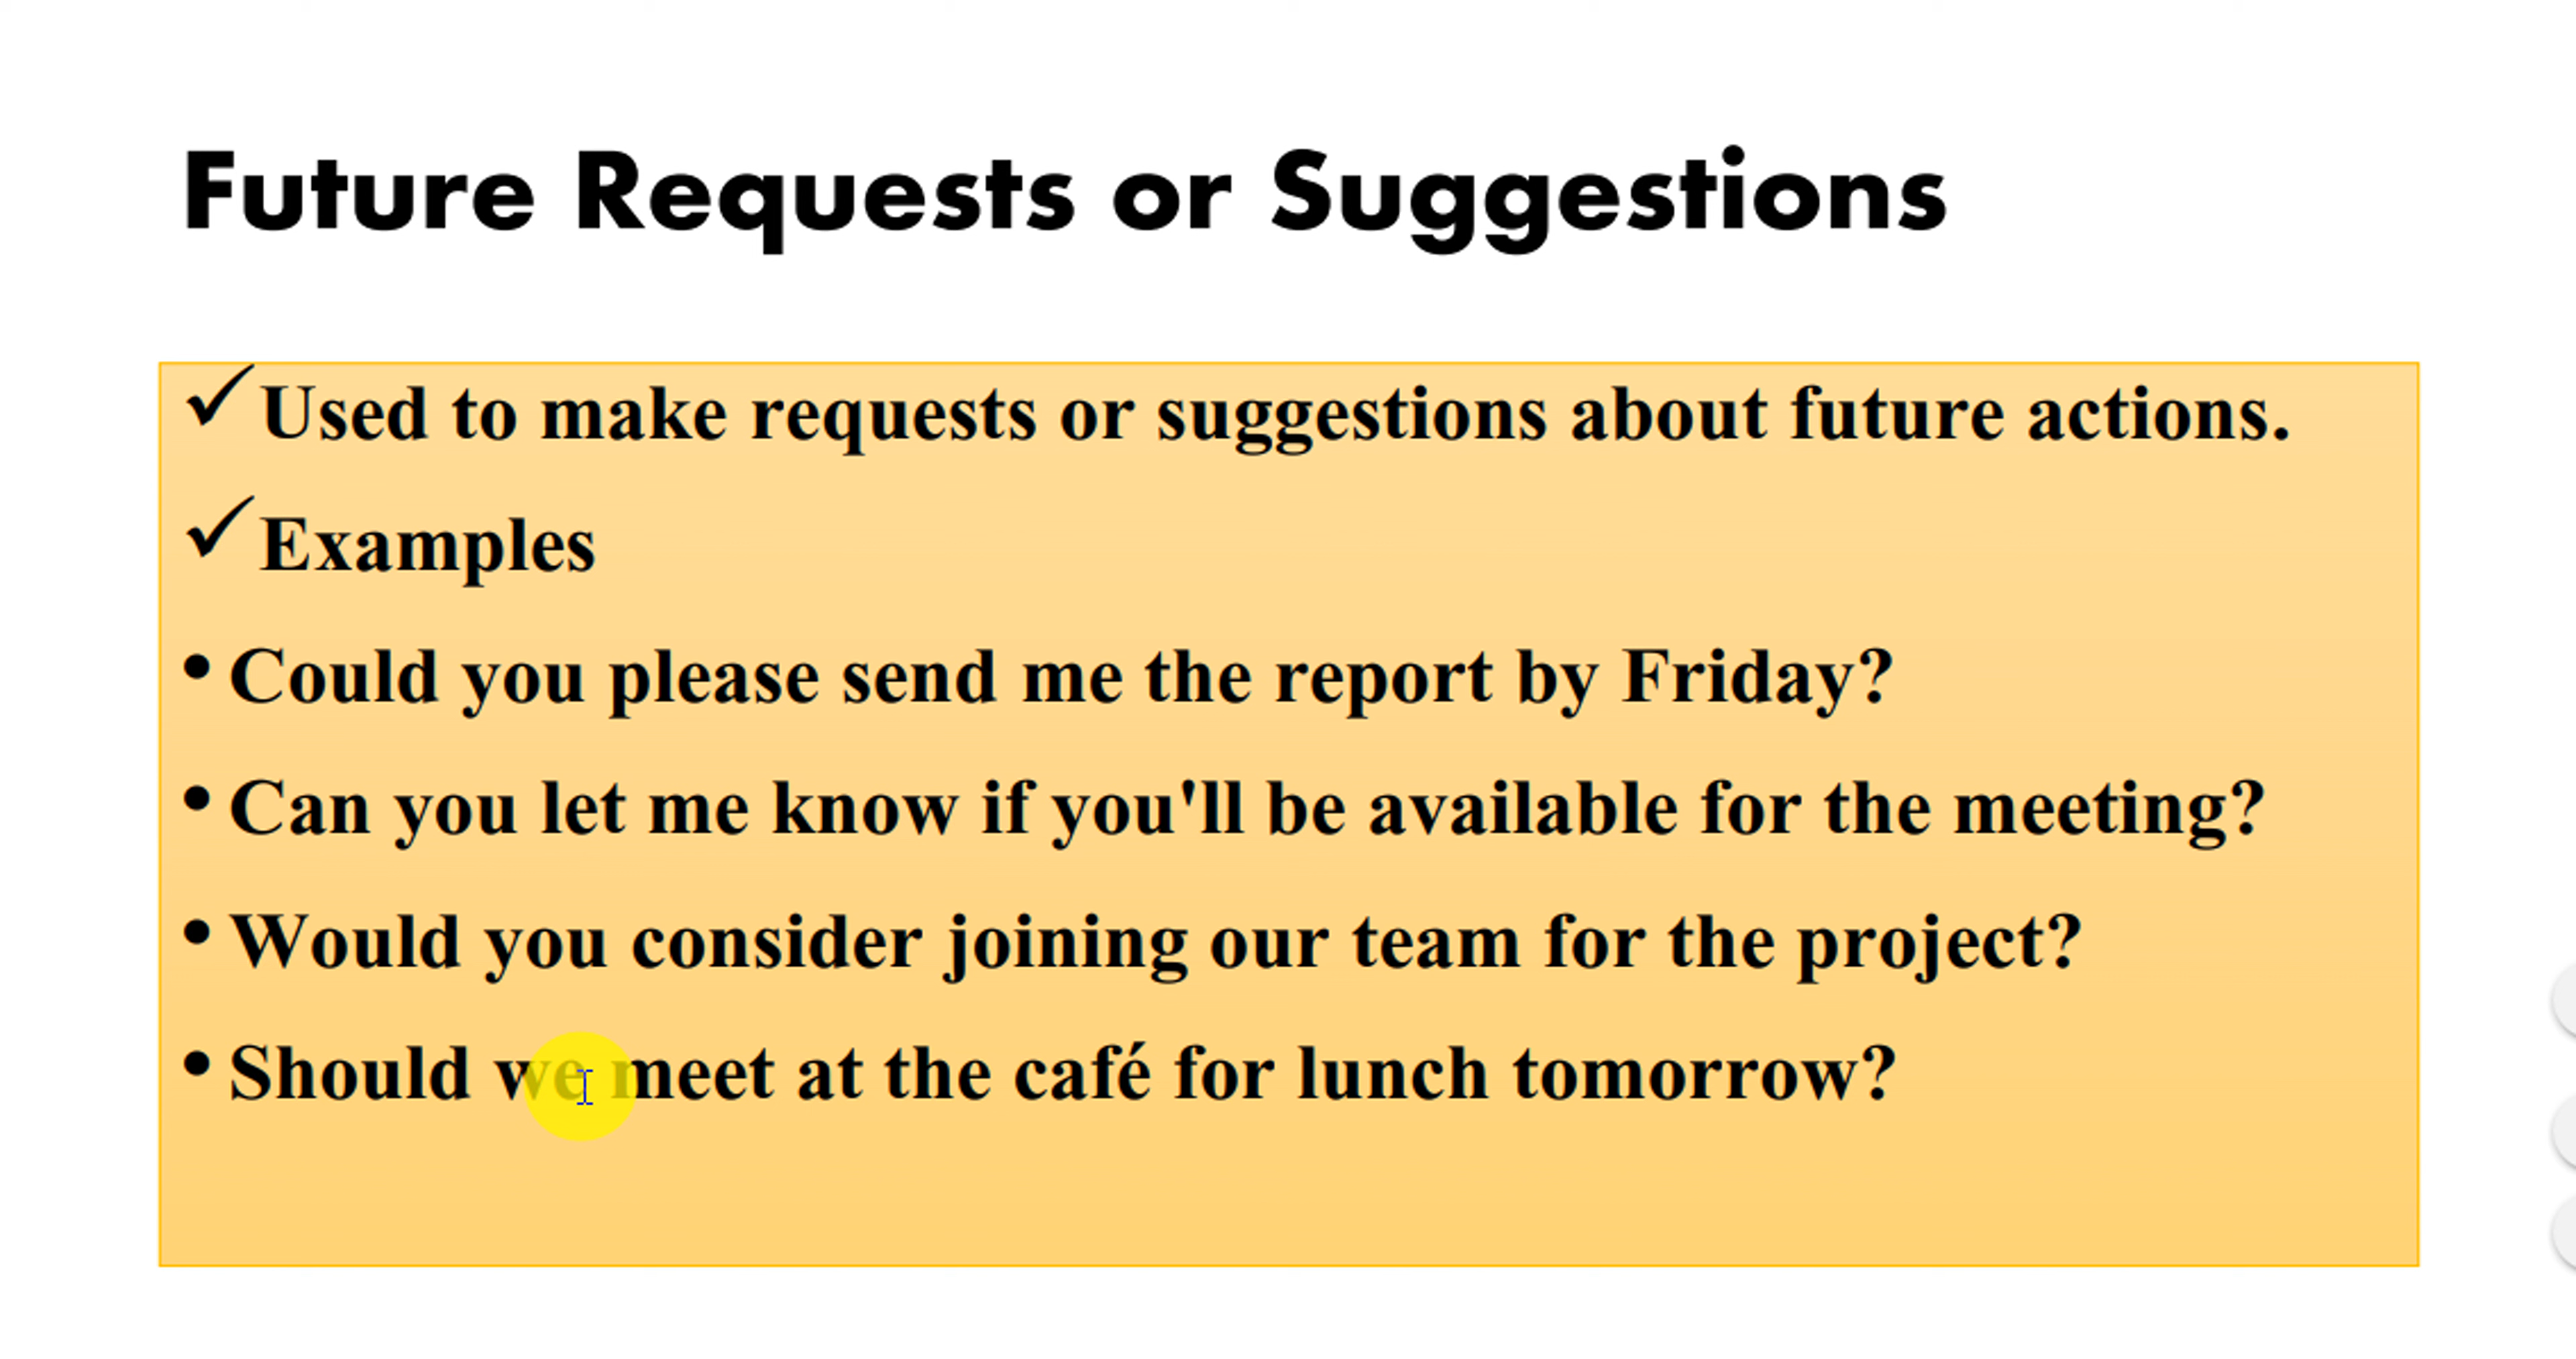 Future Requests or Suggestions
✓Used to make requests or suggestions about future actions.
✓Examples
• Could you please send me the report by Friday?
• Can you let me know if you'll be available for the meeting?
• Would you consider joining our team for the project?
• Should we meet at the café for lunch tomorrow?